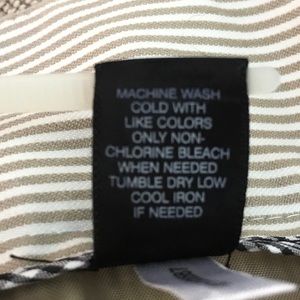 MACHINE WASH
COLD WITH
LIKE COLORS
ONLY NON-
CHLORINE BLEACH
WHEN NEEDED
TUMBLE DRY LOW
COOL IRON
IF NEEDED